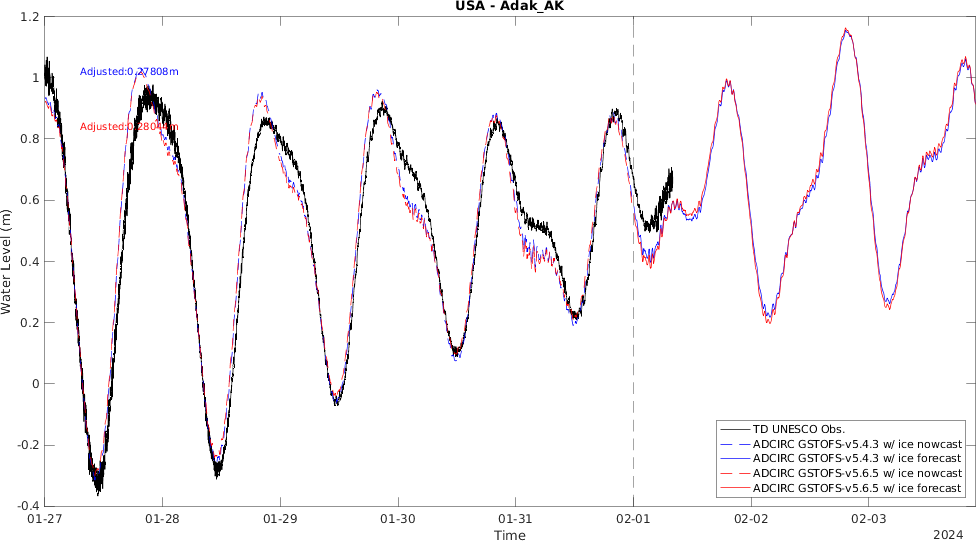 USA - Adak_AK
1.2
1
0.8
0.6
0.4
0.2
0
-0.2
-0.4
Water Level (m)
Adjusted:0.27808m
Adjusted:
TD UNESCO Obs.
ADCIRC GSTOFS-v5.4.3 w/ ice nowcast
ADCIRC GSTOFS-v5.4.3 w/ ice forecast
ADCIRC GSTOFS-v5.6.5 w/ ice nowcast
ADCIRC GSTOFS-v5.6.5 w/ ice forecast
01-27 01-28 01-29 01-30 01-31 02-01 02-02 02-03
Time
2024